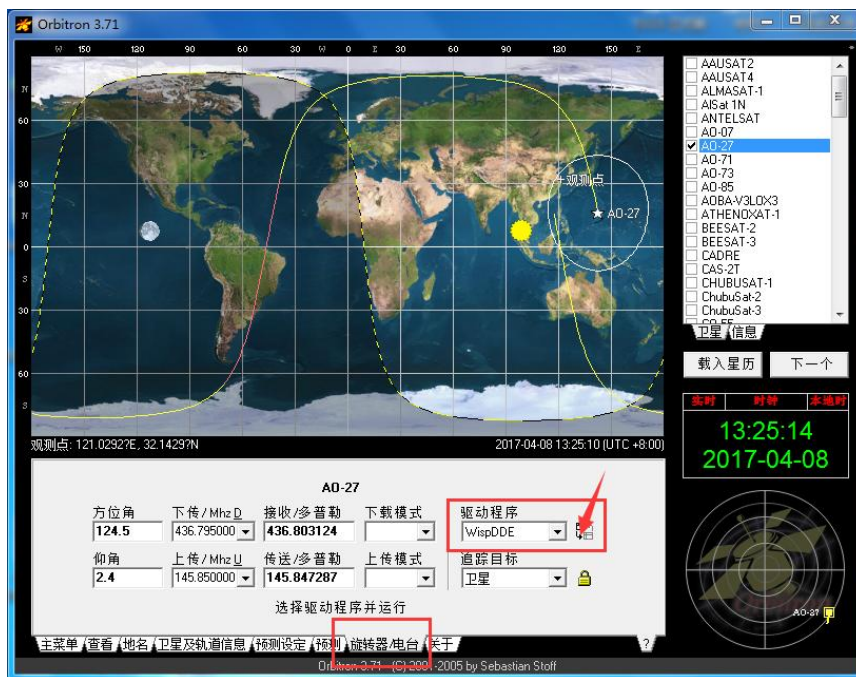 Orbitron 3.71
W 150 120 90 60 30 W 0 E 30 60 90 120 150 E
N
60
30
N
0
S
30
60
S
+观测点
AO-27
观测点: 121.0292?E, 32.1429?N
2017-04-08 13:25:10 (UTC +8:00)
AAUSAT2
AAUSAT4
ALMASAT-1
AISat 1N
ANTELSAT
AO-07
AO-27
AO-71
AO-73
AO-85
AOBA-V3LOX3
ATHENOXAT-1
BEESAT-2
BEESAT-3
CADRE
CAS-2T
CHUBUSAT-1
ChubuSat-2
ChubuSat-3
卫星 信息
载入星历 下一个
实时 时钟 本地时
13:25:14
2017-04-08
AO-27
AO-27
方位角 下传/Mhz D 接收/多普勒 下载模式 驱动程序
124.5 436.795000 436.803124 WispDDE
仰角 上传/Mhz U 传送/多普勒 上传模式 追踪目标
2.4 145.850000 145.847287 卫星
选择驱动程序并运行
主菜单 查看 地名 卫星及轨道信息 预测设定 预测 旋转器/电台 关于 ?
Orbitron 3.71 - (C) 2001-2005 by Sebastian Stoff